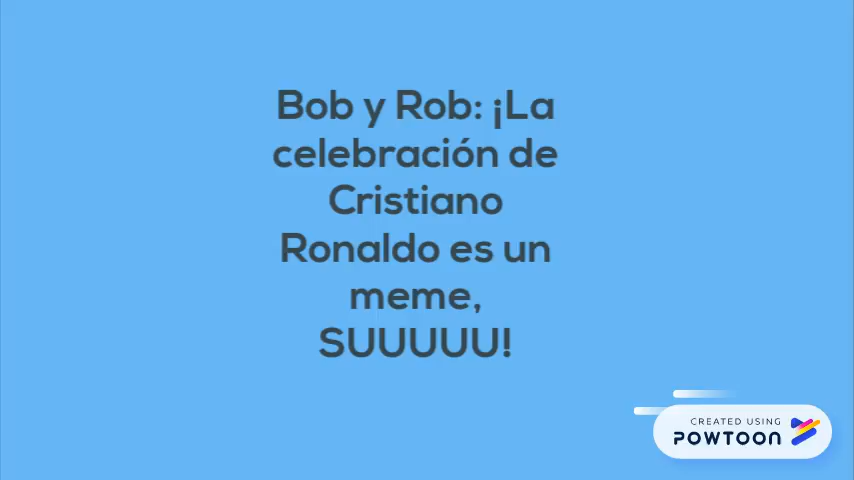 Bob y Rob: ¡La
celebración de
Cristiano
Ronaldo es un
meme,
SUUUUU!
CREATED USING
POWTOON